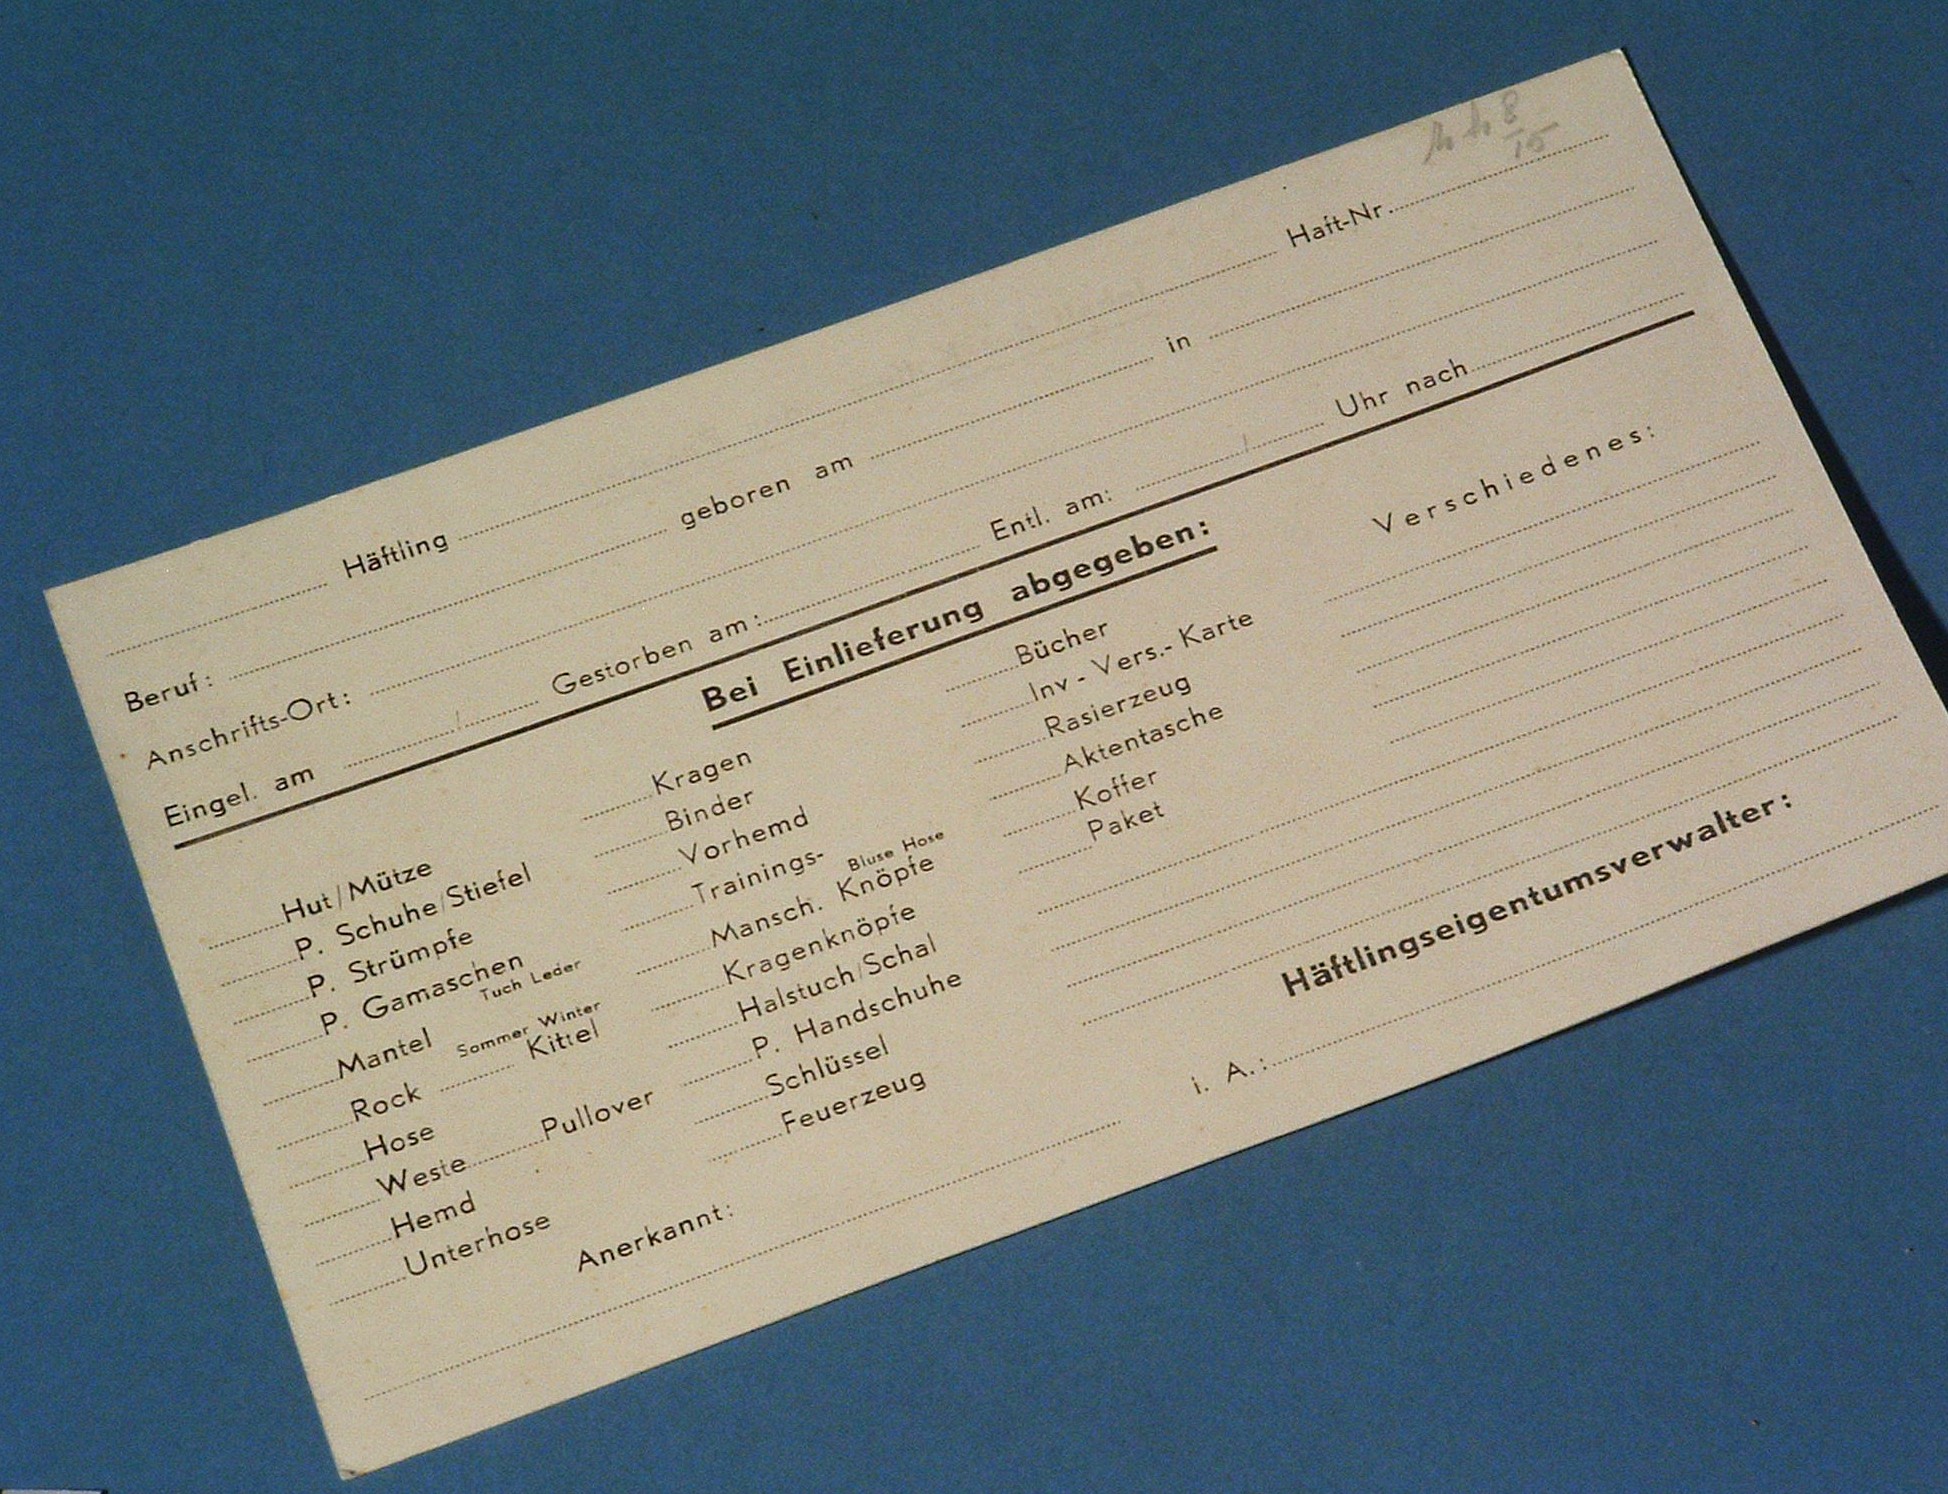 8
15
Häftling Haft-Nr.
Beruf: geboren am in
Anschrifts-Ort:
Eingel. am / Gestorben am: Entl. am: / Uhr nach
Bei Einlieferung abgegeben:
Hut/Mütze
P. Schuhe/Stiefel
P. Strümpfe
P. Gamaschen
Tuch Leder
Mantel Sommer Winter
Rock Kittel
Hose
Weste Pullover
Hemd
Unterhose
Kragen
Binder
Vorhemd
Trainings- Bluse Hose
Mansch. Knöpfe
Kragenknöpfe
Halstuch/Schal
P. Handschuhe
Schlüssel
Feuerzeug
Bücher
Inv-Vers.-Karte
Rasierzeug
Aktentasche
Koffer
Paket
Verschiedenes:
Anerkannt:
Häftlingseigentumsverwalter:
i. A.: